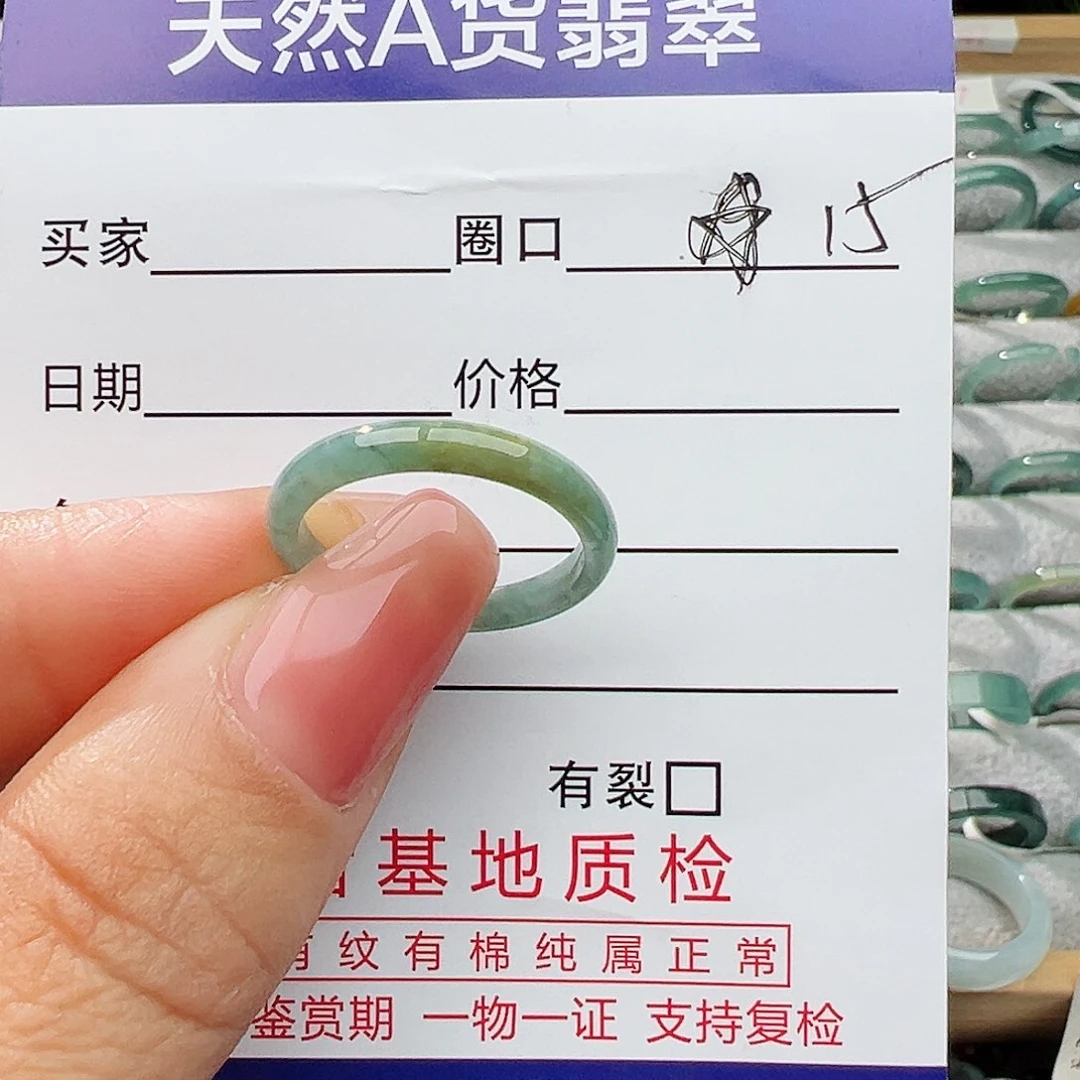 天然A货翡翠
买家 圈口 15
日期 价格
有裂□
基地质检
纹有棉纯属正常
鉴赏期 一物一证 支持复检